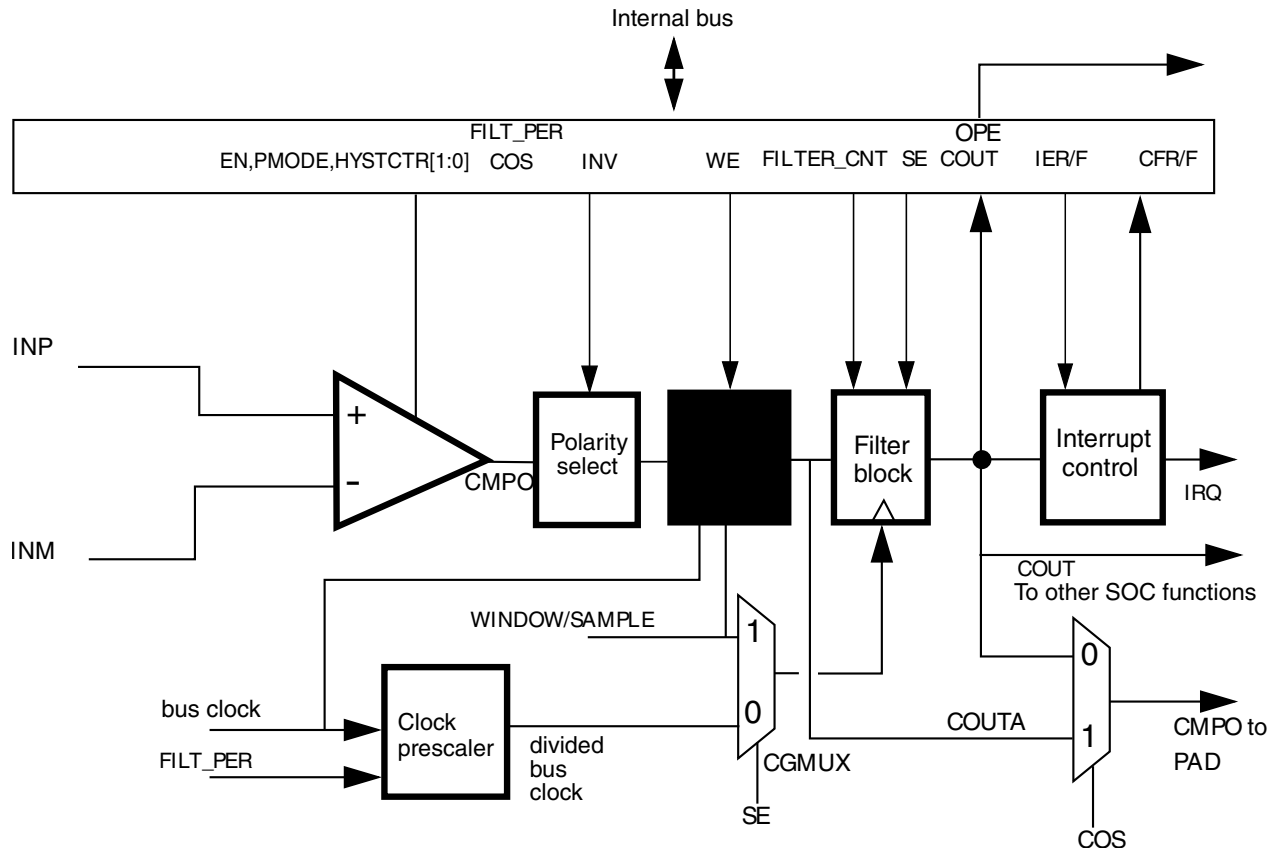 Internal bus
FILT_PER
OPE
EN,PMODE,HYSTCTR[1:0]
COS
INV
WE
FILTER_CNT
SE
COUT
IER/F
CFR/F
INP
+
-
INM
CMPO
Polarity
select
Filter
block
Interrupt
control
IRQ
COUT
To other SOC functions
WINDOW/SAMPLE
1
0
0
1
bus clock
FILT_PER
Clock
prescaler
divided
bus
clock
CGMUX
SE
COUTA
CMPO to
PAD
COS